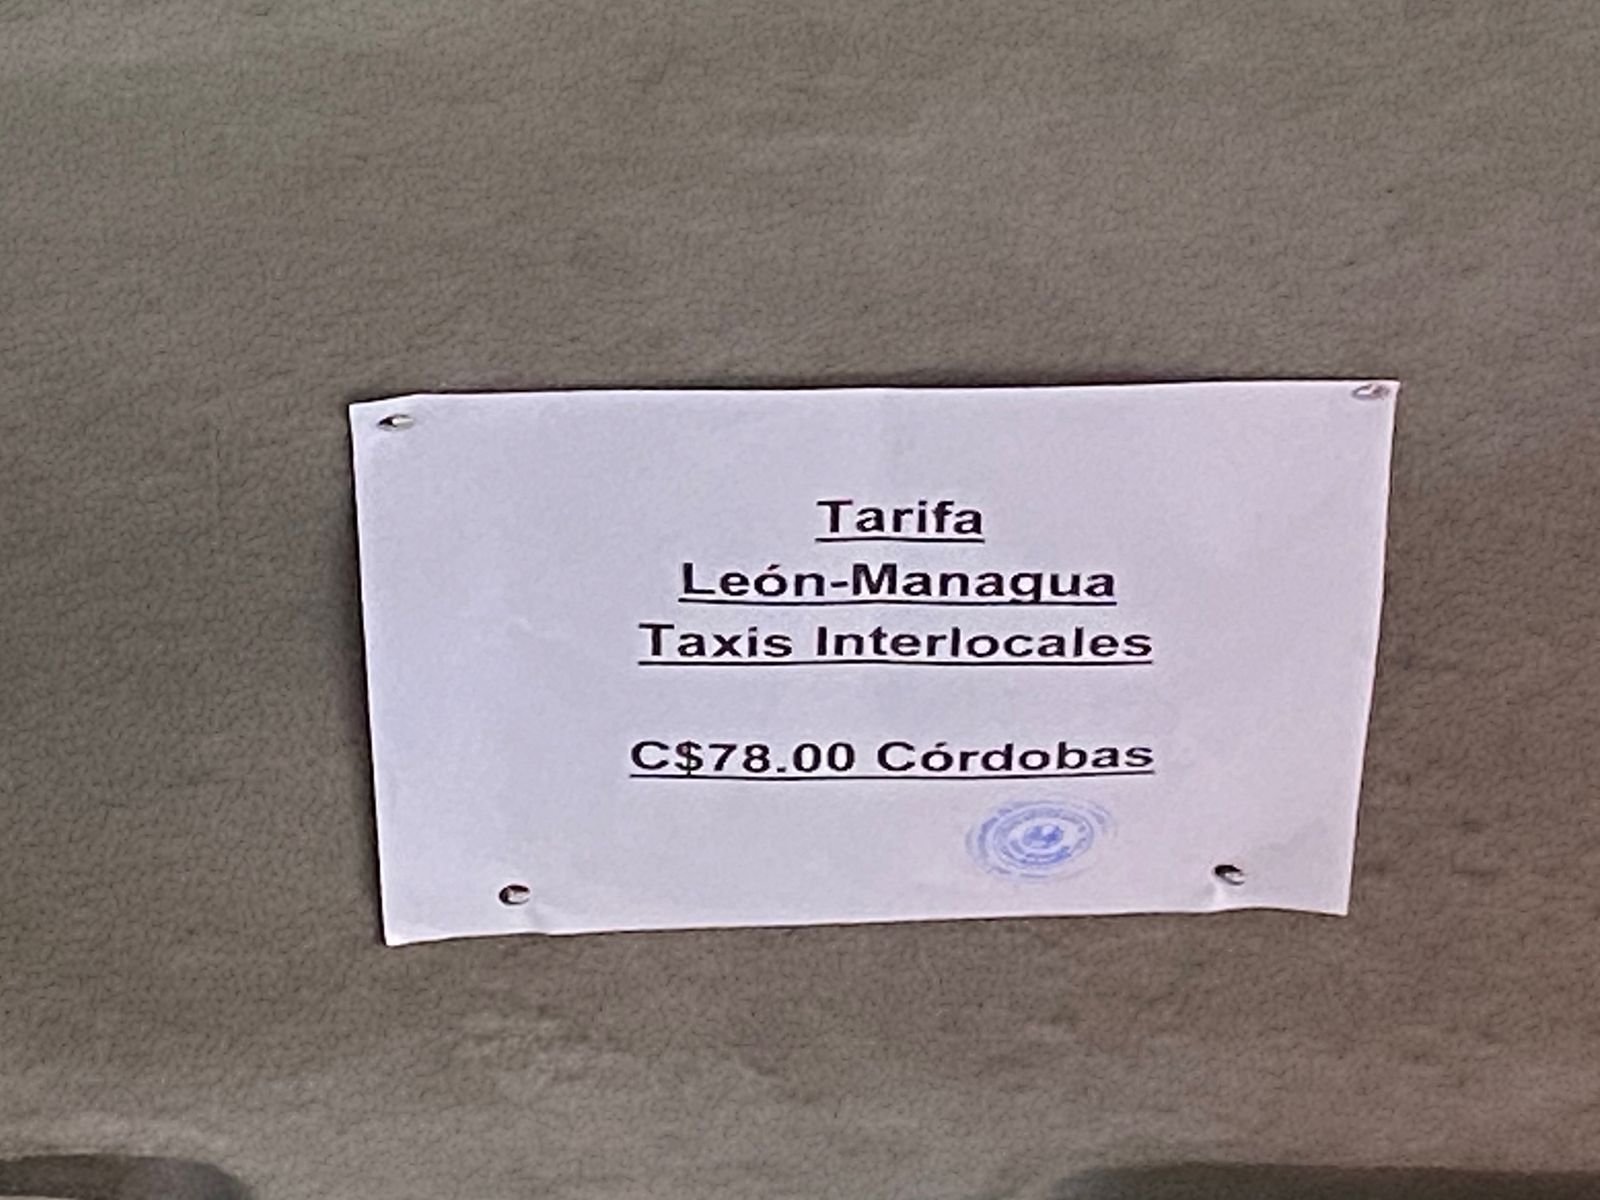 Tarifa
León-Managua
Taxis Interlocales
C$78.00 Córdobas